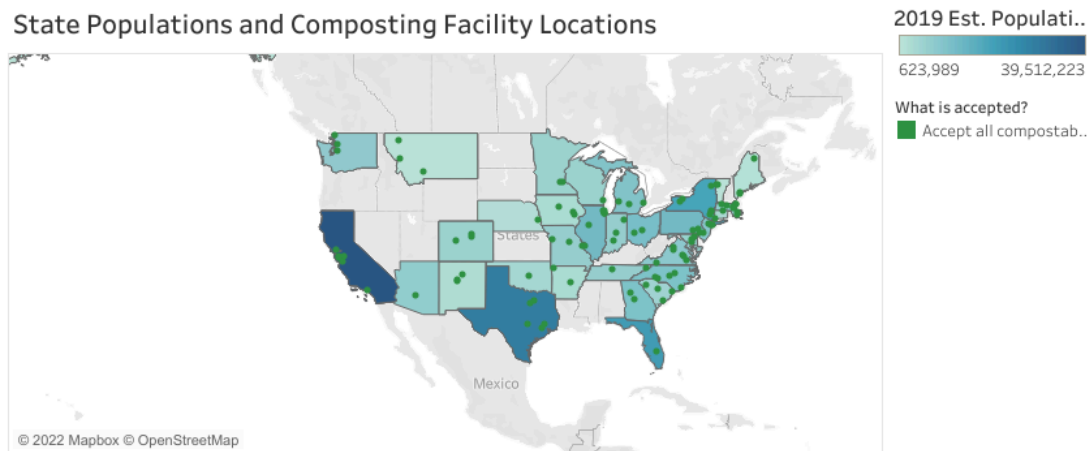 State Populations and Composting Facility Locations
2019 Est. Populati..
623,989 39,512,223
What is accepted?
Accept all compostab..
States
Mexico
© 2022 Mapbox © OpenStreetMap